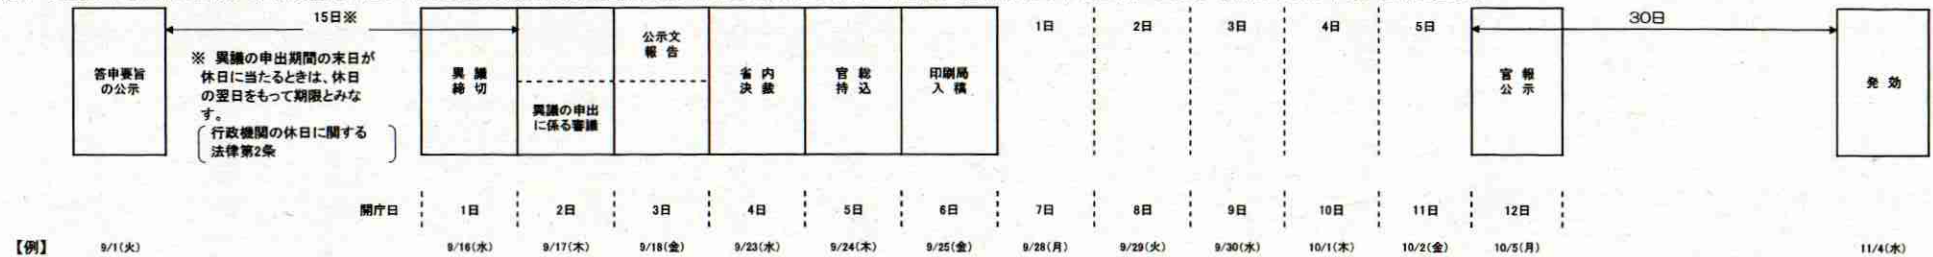 答申要旨
の公示
15日※
※ 異議の申出期間の末日が
休日に当たるときは、休日
の翌日をもって期限とみな
す。
行政機関の休日に関する
法律第2条
異 議
締 切
異議の申出
に係る審議
公示文
報 告
省 内
決 裁
官 総
持 込
印刷局
入 稿
1日 2日 3日 4日 5日
官 報
公 示
30日
発 効
開庁日 1日 2日 3日 4日 5日 6日 7日 8日 9日 10日 11日 12日
【例】 9/1(火) 9/16(水) 9/17(木) 9/18(金) 9/23(水) 9/24(木) 9/25(金) 9/28(月) 9/29(火) 9/30(水) 10/1(木) 10/2(金) 10/5(月) 11/4(水)